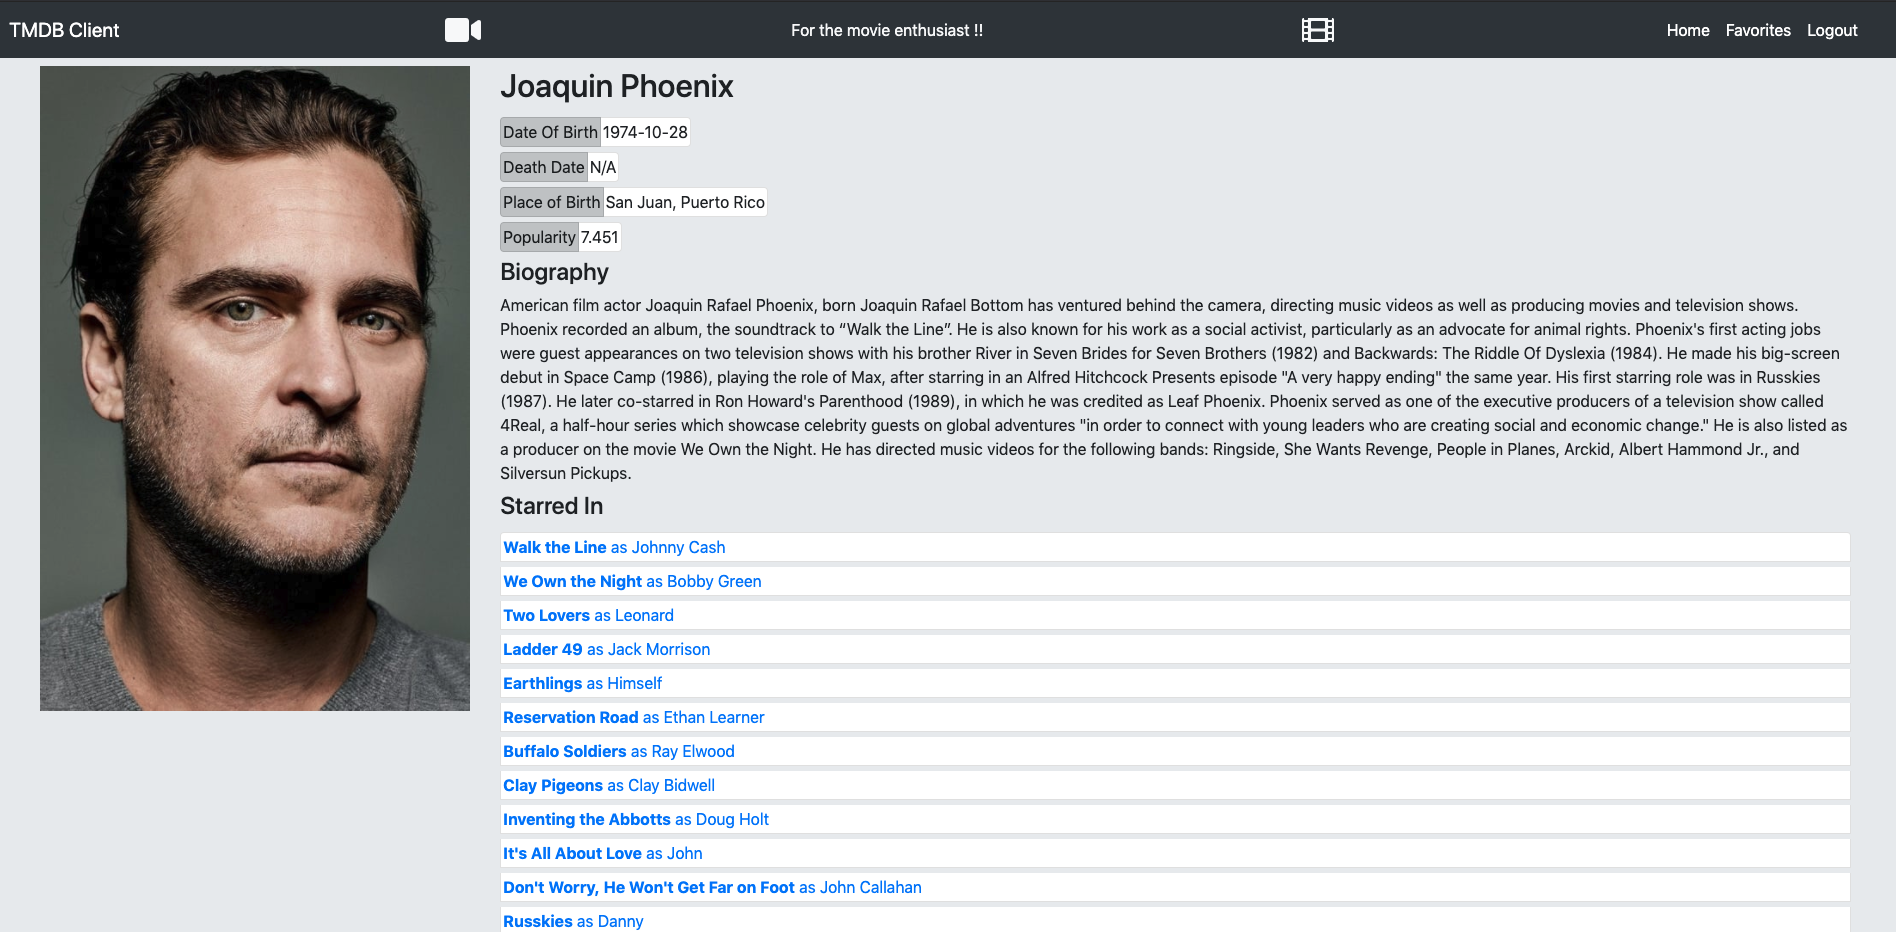 TMDB Client
For the movie enthusiast !!
Home Favorites Logout
Joaquin Phoenix
Date Of Birth 1974-10-28
Death Date N/A
Place of Birth San Juan, Puerto Rico
Popularity 7.451
Biography
American film actor Joaquin Rafael Phoenix, born Joaquin Rafael Bottom has ventured behind the camera, directing music videos as well as producing movies and television shows.
Phoenix recorded an album, the soundtrack to “Walk the Line”. He is also known for his work as a social activist, particularly as an advocate for animal rights. Phoenix's first acting jobs
were guest appearances on two television shows with his brother River in Seven Brides for Seven Brothers (1982) and Backwards: The Riddle Of Dyslexia (1984). He made his big-screen
debut in Space Camp (1986), playing the role of Max, after starring in an Alfred Hitchcock Presents episode "A very happy ending" the same year. His first starring role was in Russkies
(1987). He later co-starred in Ron Howard's Parenthood (1989), in which he was credited as Leaf Phoenix. Phoenix served as one of the executive producers of a television show called
4Real, a half-hour series which showcase celebrity guests on global adventures "in order to connect with young leaders who are creating social and economic change." He is also listed as
a producer on the movie We Own the Night. He has directed music videos for the following bands: Ringside, She Wants Revenge, People in Planes, Arckid, Albert Hammond Jr., and
Silversun Pickups.
Starred In
Walk the Line as Johnny Cash
We Own the Night as Bobby Green
Two Lovers as Leonard
Ladder 49 as Jack Morrison
Earthlings as Himself
Reservation Road as Ethan Learner
Buffalo Soldiers as Ray Elwood
Clay Pigeons as Clay Bidwell
Inventing the Abbotts as Doug Holt
It's All About Love as John
Don't Worry, He Won't Get Far on Foot as John Callahan
Russkies as Danny